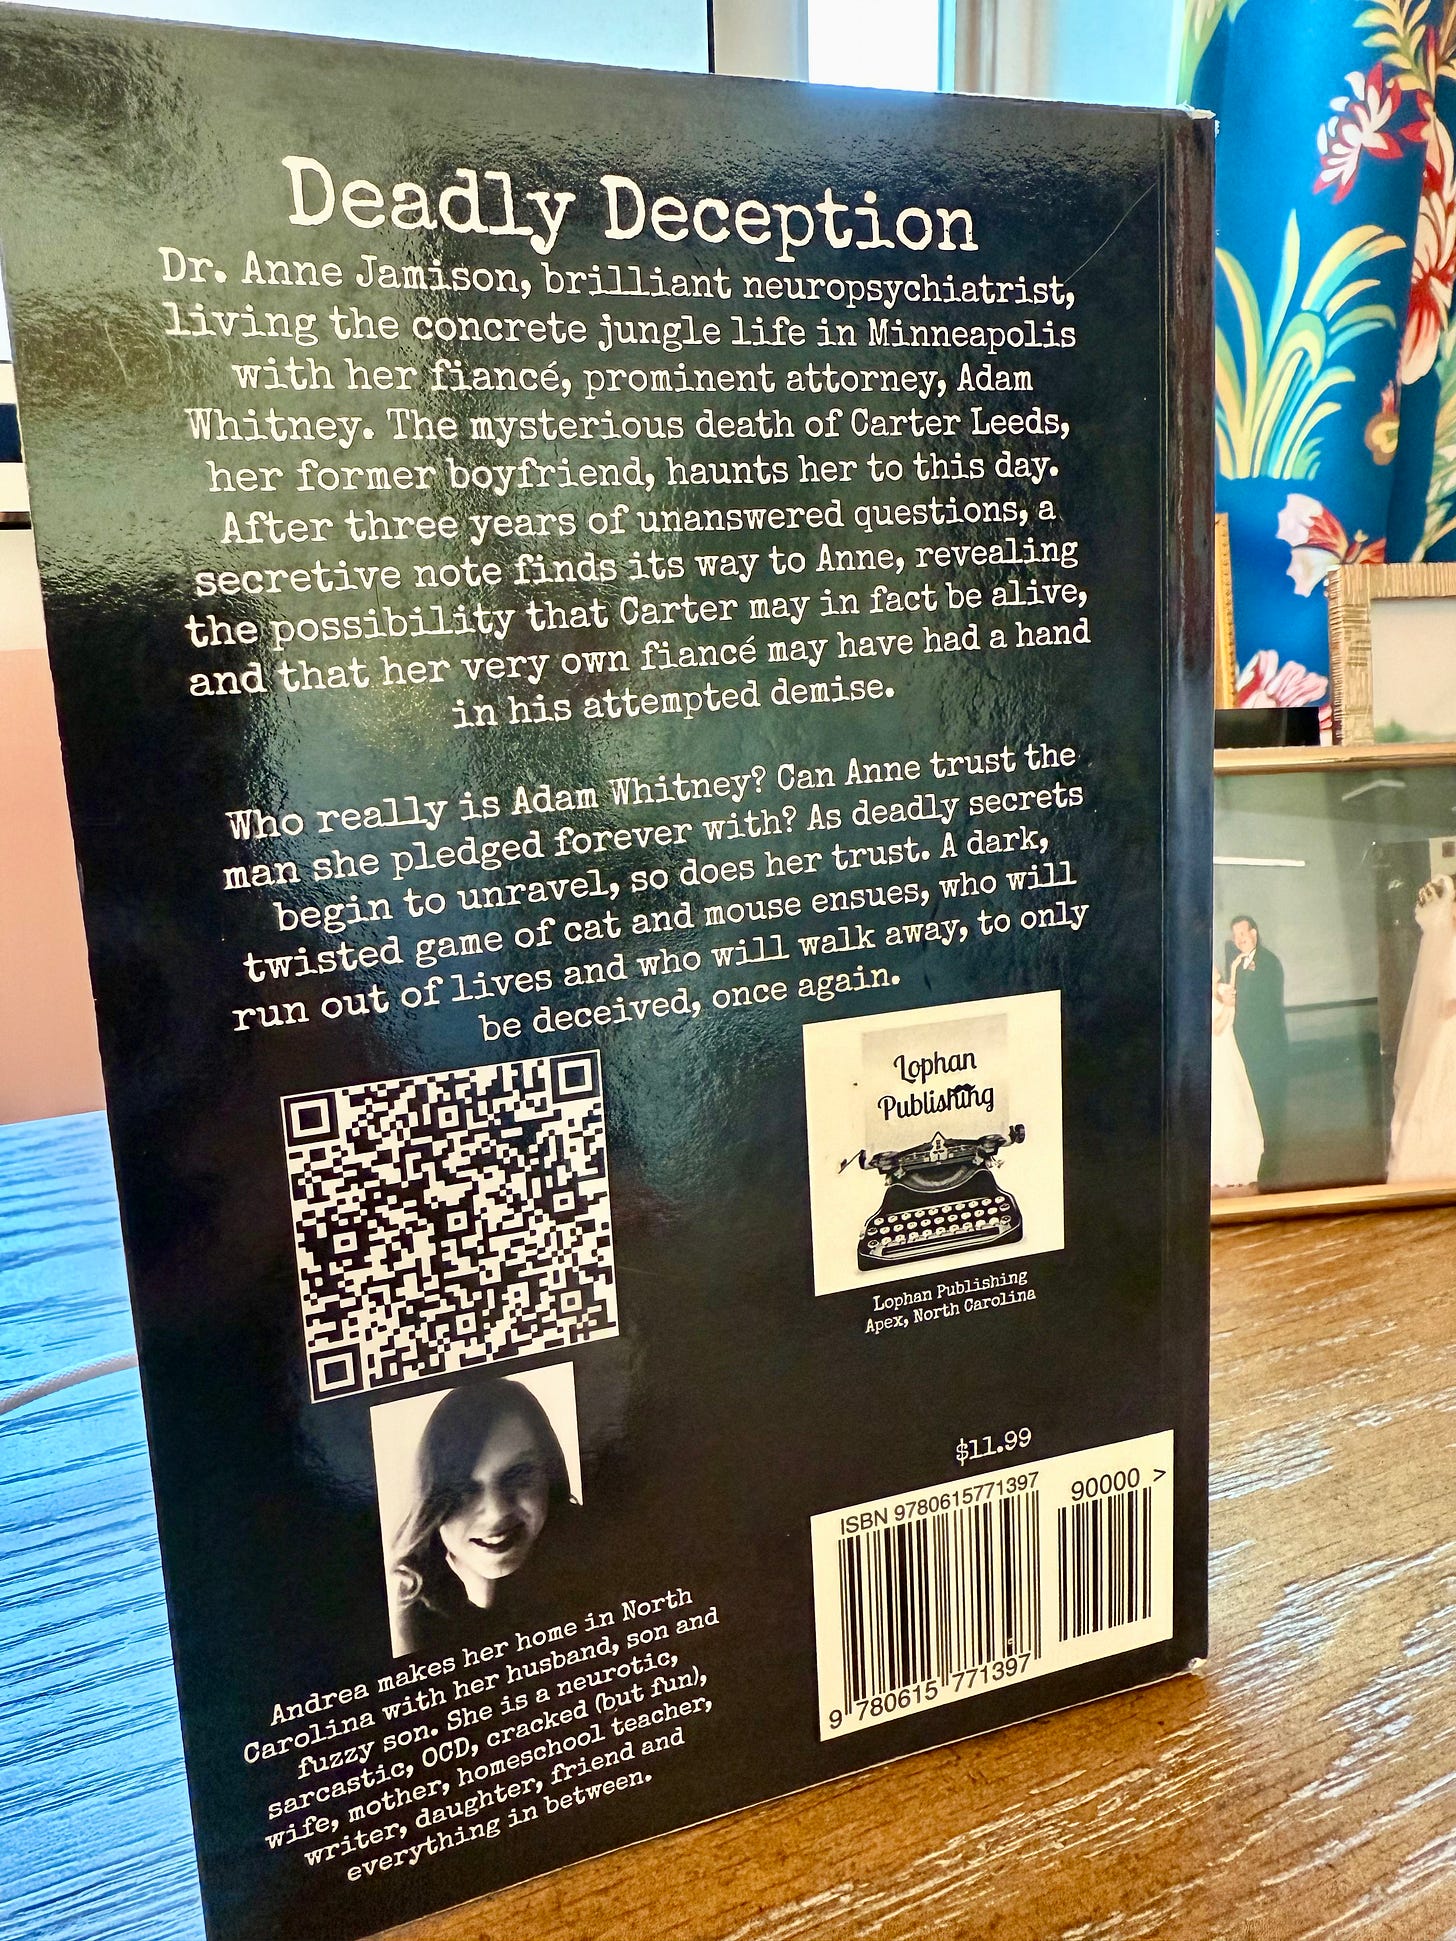 Deadly Deception
Dr. Anne Jamison, brilliant neuropsychiatrist,
living the concrete jungle life in Minneapolis
with her fiancé, prominent attorney, Adam
Whitney. The mysterious death of Carter Leeds,
her former boyfriend, haunts her to this day.
After three years of unanswered questions, a
secretive note finds its way to Anne, revealing
the possibility that Carter may in fact be alive,
and that her very own fiancé may have had a hand
in his attempted demise.
Who really is Adam Whitney? Can Anne trust the
man she pledged forever with? As deadly secrets
begin to unravel, so does her trust. A dark,
twisted game of cat and mouse ensues, who will
run out of lives and who will walk away, to only
be deceived, once again.
Lophan
Publishing
Lophan Publishing
Apex, North Carolina
Andrea makes her home in North
Carolina with her husband, son and
fuzzy son. She is a neurotic,
sarcastic, OCD, cracked (but fun),
wife, mother, homeschool teacher,
writer, daughter, friend and
everything in between.
$11.99
ISBN 9780615771397
90000 >
9 780615 771397